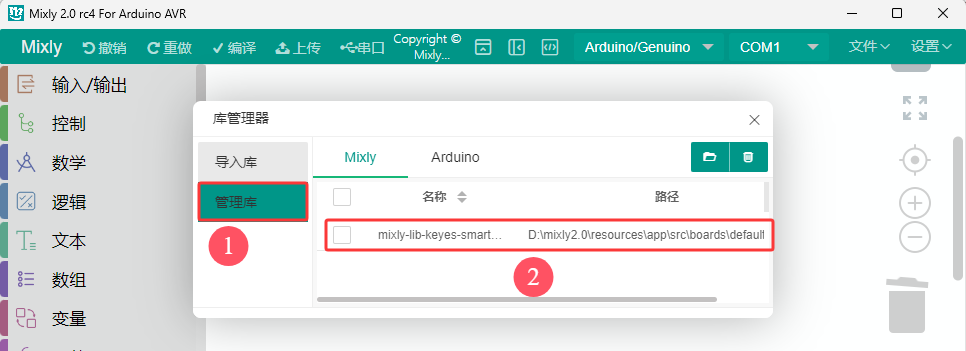 Mixly 2.0 rc4 For Arduino AVR
Mixly 撤销 重做 编译 上传 串口 Copyright © Mixly... Arduino/Genuino COM1 文件 设置
输入/输出
控制
数学
逻辑
文本
数组
变量
库管理器
导入库
管理库
1
Mixly Arduino
名称 路径
mixly-lib-keyes-smart... D:\mixly2.0\resources\app\src\boards\default
2